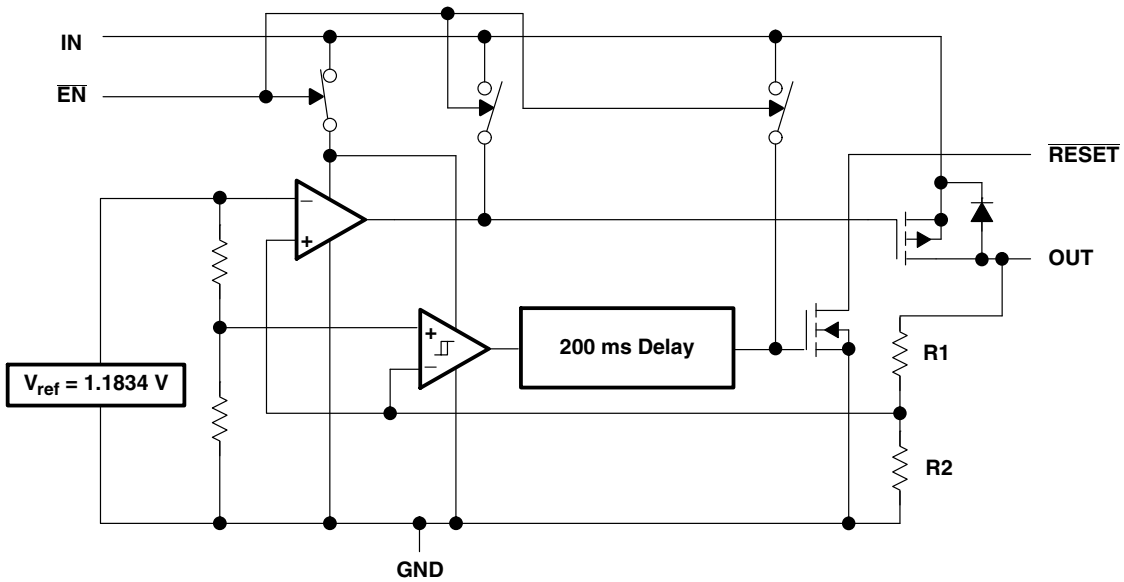 IN
EN
RESET
OUT
−
+
+
−
200 ms Delay
R1
Vref = 1.1834 V
R2
GND